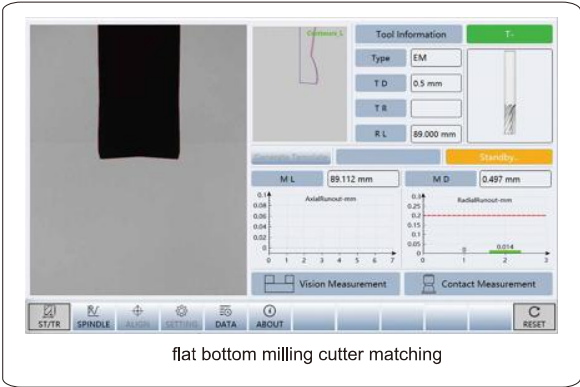 Contours_L
Tool Information
T-
Type
EM
T D
0.5 mm
T R
R L
89.000 mm
Generate Template
Standby..
M L
89.112 mm
M D
0.497 mm
AxialRunout-mm
0.1
0.08
0.06
0.04
0.02
0
0 1 2 3 4 5 6 7
RadialRunout-mm
0.3
0.25
0.2
0.15
0.1
0.05
0
0.014
0 1 2 3
Vision Measurement
Contact Measurement
ST/TR
SPINDLE
ALIGN
SETTING
DATA
ABOUT
RESET
flat bottom milling cutter matching